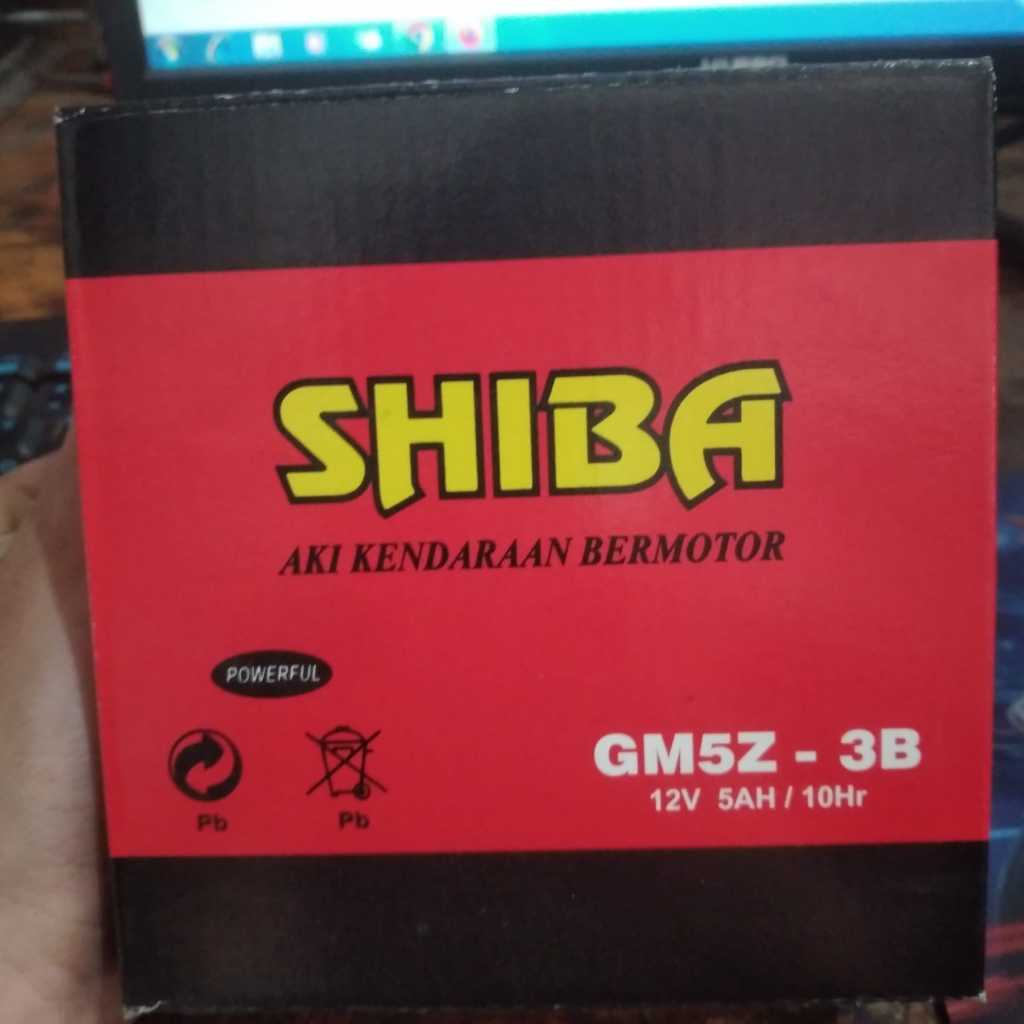 SHIBA
AKI KENDARAAN BERMOTOR
POWERFUL
GM5Z - 3B
12V 5AH / 10Hr
Pb
Pb